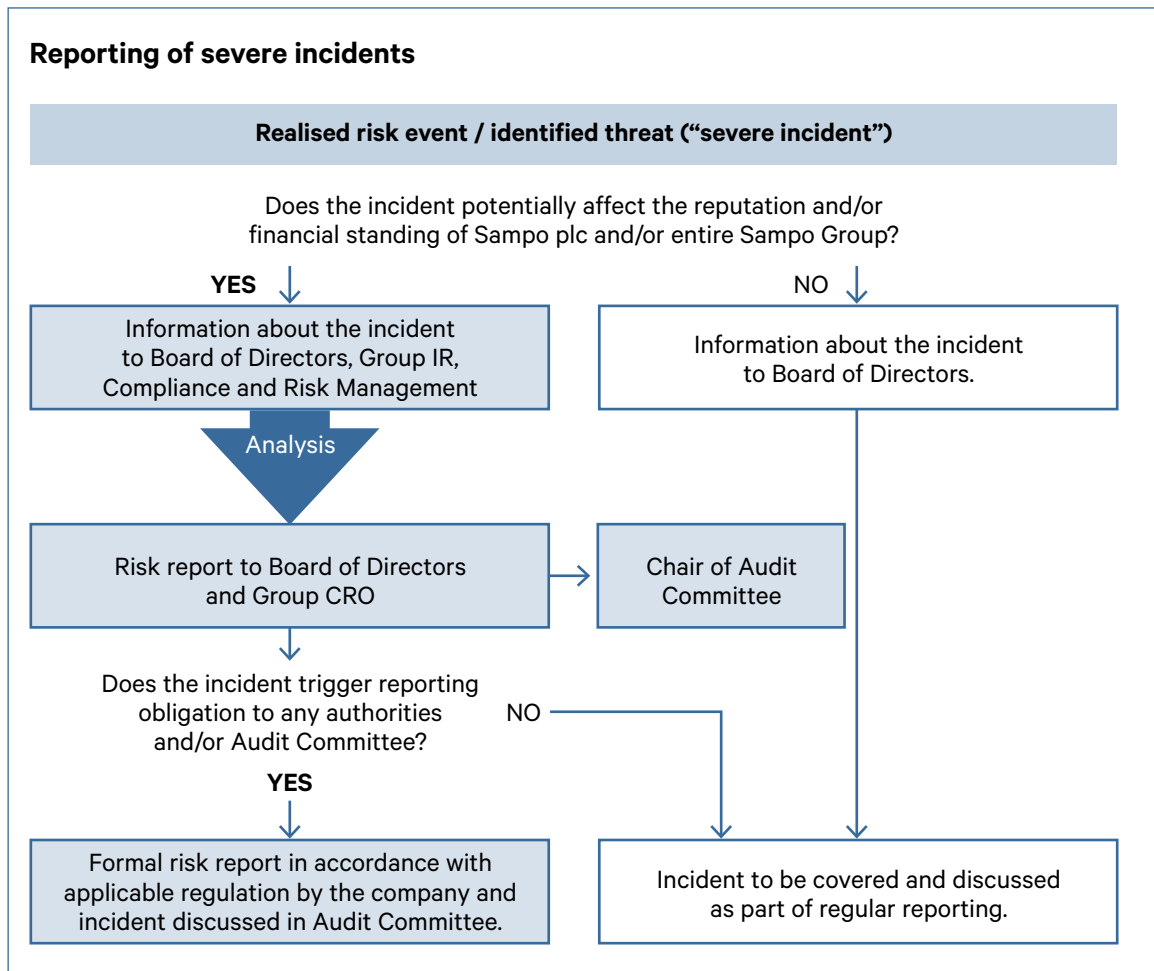 Reporting of severe incidents
Realised risk event / identified threat (“severe incident”)
Does the incident potentially affect the reputation and/or
financial standing of Sampo plc and/or entire Sampo Group?
YES
NO
Information about the incident
to Board of Directors, Group IR,
Compliance and Risk Management
Information about the incident
to Board of Directors.
Analysis
Risk report to Board of Directors
and Group CRO
Chair of Audit
Committee
Does the incident trigger reporting
obligation to any authorities
and/or Audit Committee?
NO
YES
Formal risk report in accordance with
applicable regulation by the company and
incident discussed in Audit Committee.
Incident to be covered and discussed
as part of regular reporting.